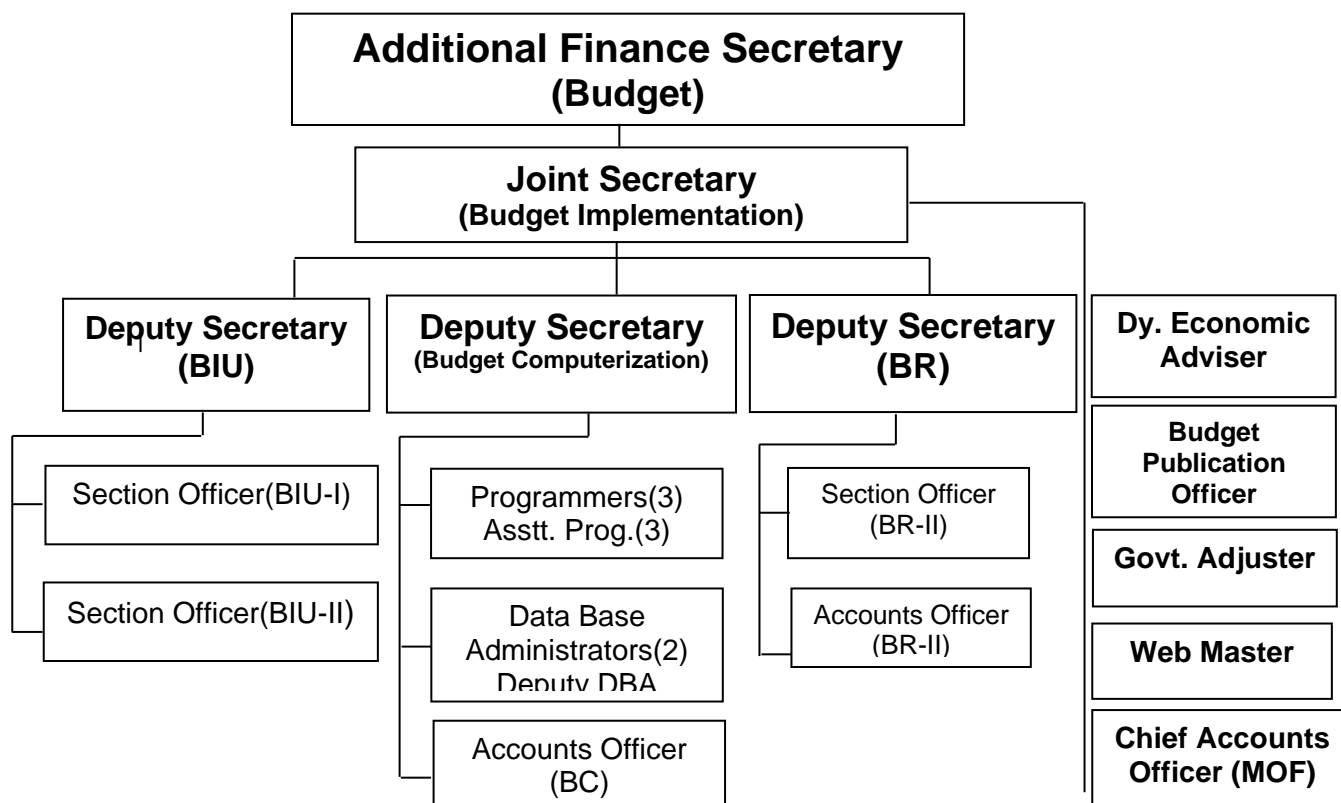 Additional Finance Secretary
(Budget)
Joint Secretary
(Budget Implementation)
Deputy Secretary
(BIU)
Deputy Secretary
(Budget Computerization)
Deputy Secretary
(BR)
Dy. Economic
Adviser
Budget
Publication
Officer
Govt. Adjuster
Web Master
Chief Accounts
Officer (MOF)
Section Officer(BIU-I)
Section Officer(BIU-II)
Programmers(3)
Asstt. Prog.(3)
Data Base
Administrators(2)
Deputy DBA
Accounts Officer
(BC)
Section Officer
(BR-II)
Accounts Officer
(BR-II)